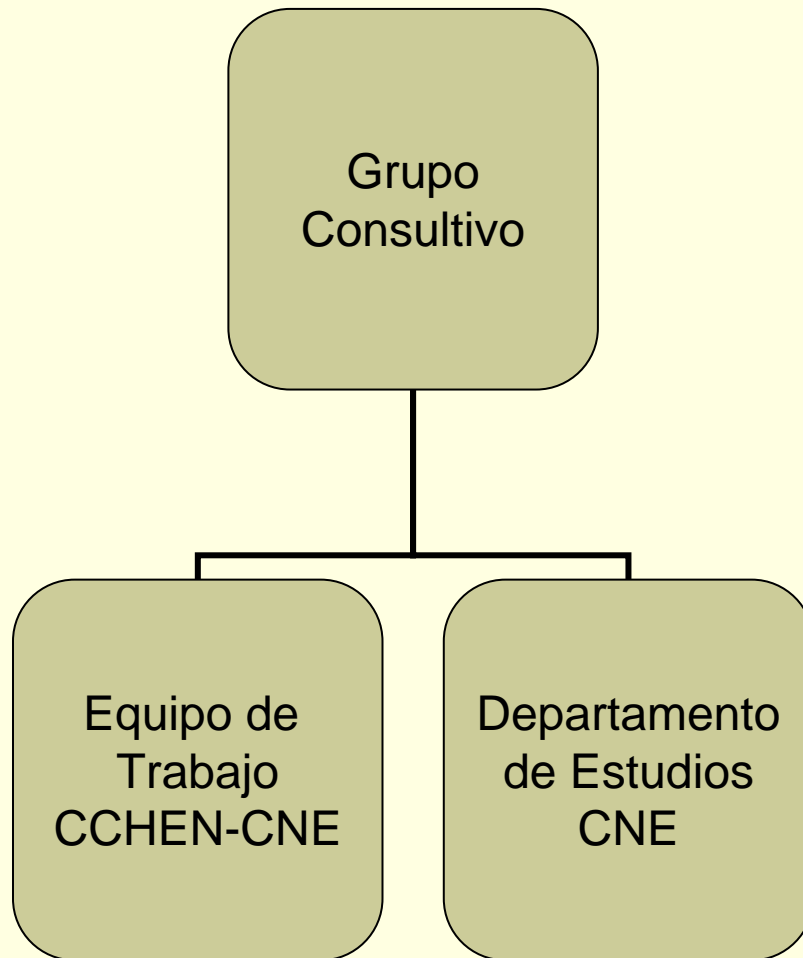 Grupo
Consultivo
Equipo de
Trabajo
CCHEN-CNE
Departamento
de Estudios
CNE